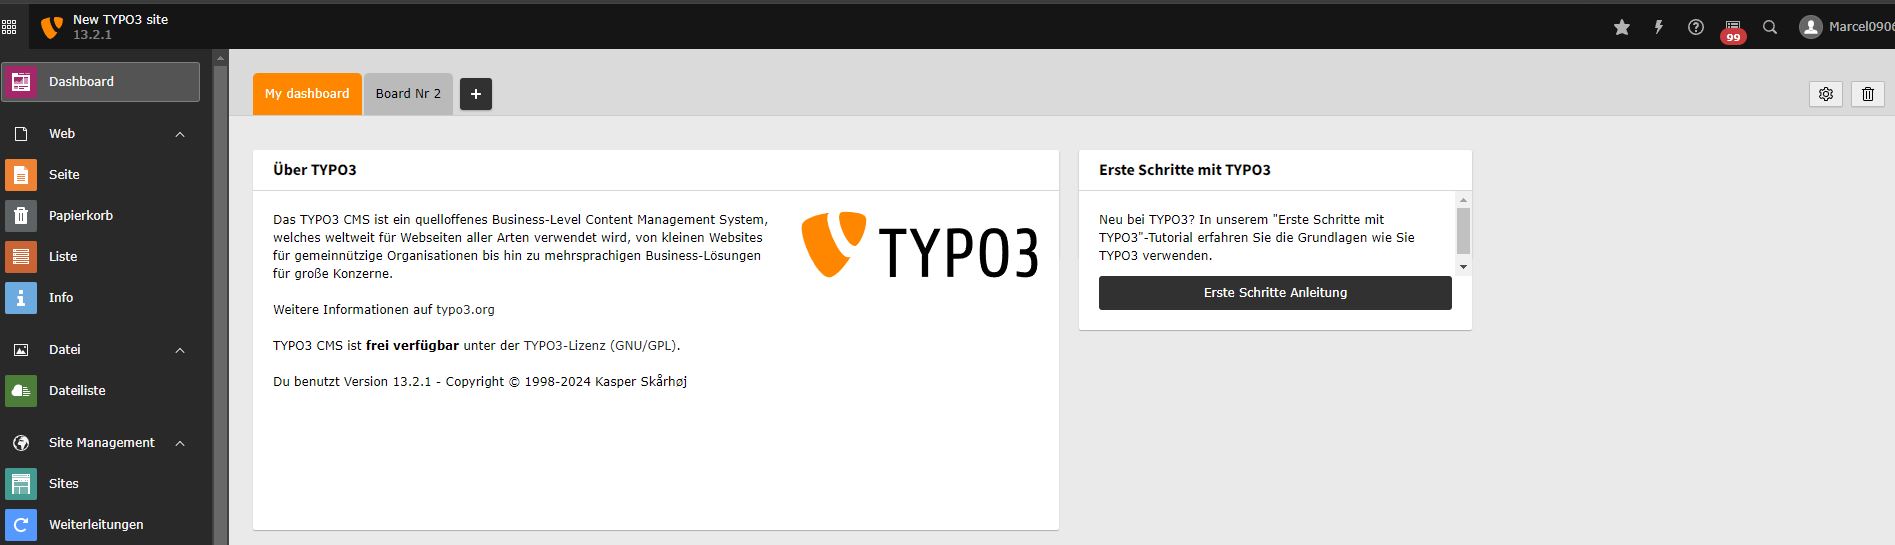 New TYPO3 site
13.2.1
99
Marcel0906
Dashboard
Web
Seite
Papierkorb
Liste
Info
Datei
Dateiliste
Site Management
Sites
Weiterleitungen
My dashboard
Board Nr 2
+
Über TYPO3
Das TYPO3 CMS ist ein quelloffenes Business-Level Content Management System,
welches weltweit für Webseiten aller Arten verwendet wird, von kleinen Websites
für gemeinnützige Organisationen bis hin zu mehrsprachigen Business-Lösungen
für große Konzerne.
Weitere Informationen auf typo3.org
TYPO3 CMS ist frei verfügbar unter der TYPO3-Lizenz (GNU/GPL).
Du benutzt Version 13.2.1 - Copyright © 1998-2024 Kasper Skårhøj
TYPO3
Erste Schritte mit TYPO3
Neu bei TYPO3? In unserem "Erste Schritte mit
TYPO3"-Tutorial erfahren Sie die Grundlagen wie Sie
TYPO3 verwenden.
Erste Schritte Anleitung